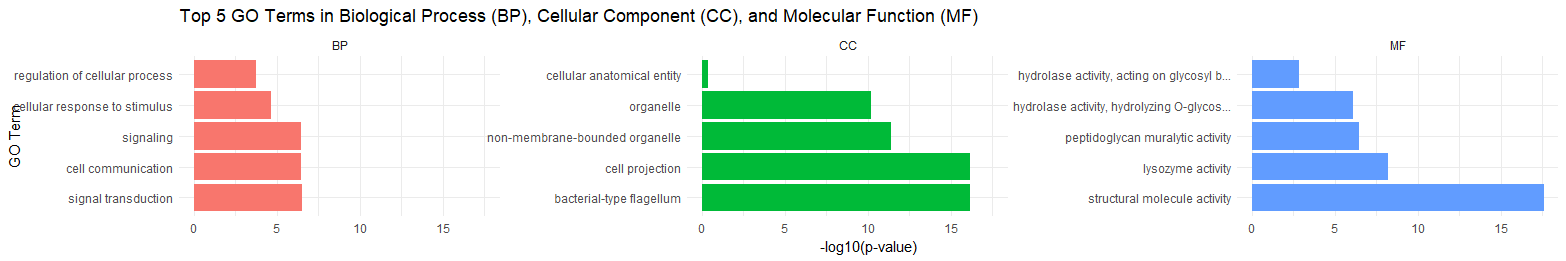 Top 5 GO Terms in Biological Process (BP), Cellular Component (CC), and Molecular Function (MF)
BP
regulation of cellular process
cellular response to stimulus
signaling
cell communication
signal transduction
0 5 10 15
CC
cellular anatomical entity
organelle
non-membrane-bounded organelle
cell projection
bacterial-type flagellum
0 5 10 15
MF
hydrolase activity, acting on glycosyl b...
hydrolase activity, hydrolyzing O-glycos...
peptidoglycan muralytic activity
lysozyme activity
structural molecule activity
0 5 10 15
GO Term
-log10(p-value)